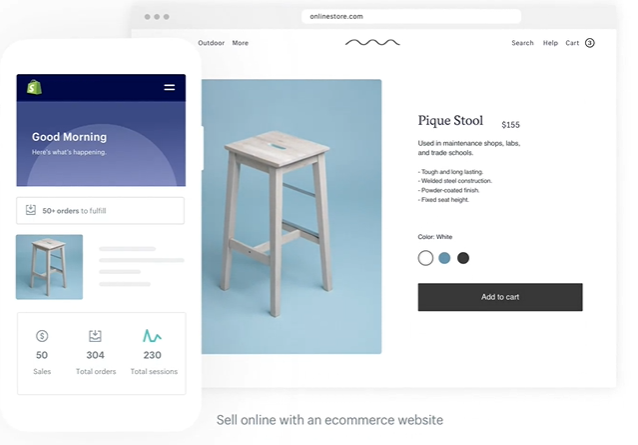 onlinestore.com
Outdoor More
Search Help Cart 3
Good Morning
Here's what's happening.
50+ orders to fulfill
50 304 230
Sales Total orders Total sessions
Pique Stool $155
Used in maintenance shops, labs,
and trade schools.
- Tough and long lasting.
- Welded steel construction.
- Powder-coated finish.
- Fixed seat height.
Color: White
Add to cart
Sell online with an ecommerce website